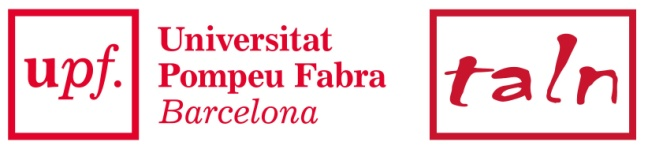 upf.
Universitat
Pompeu Fabra
Barcelona
taln